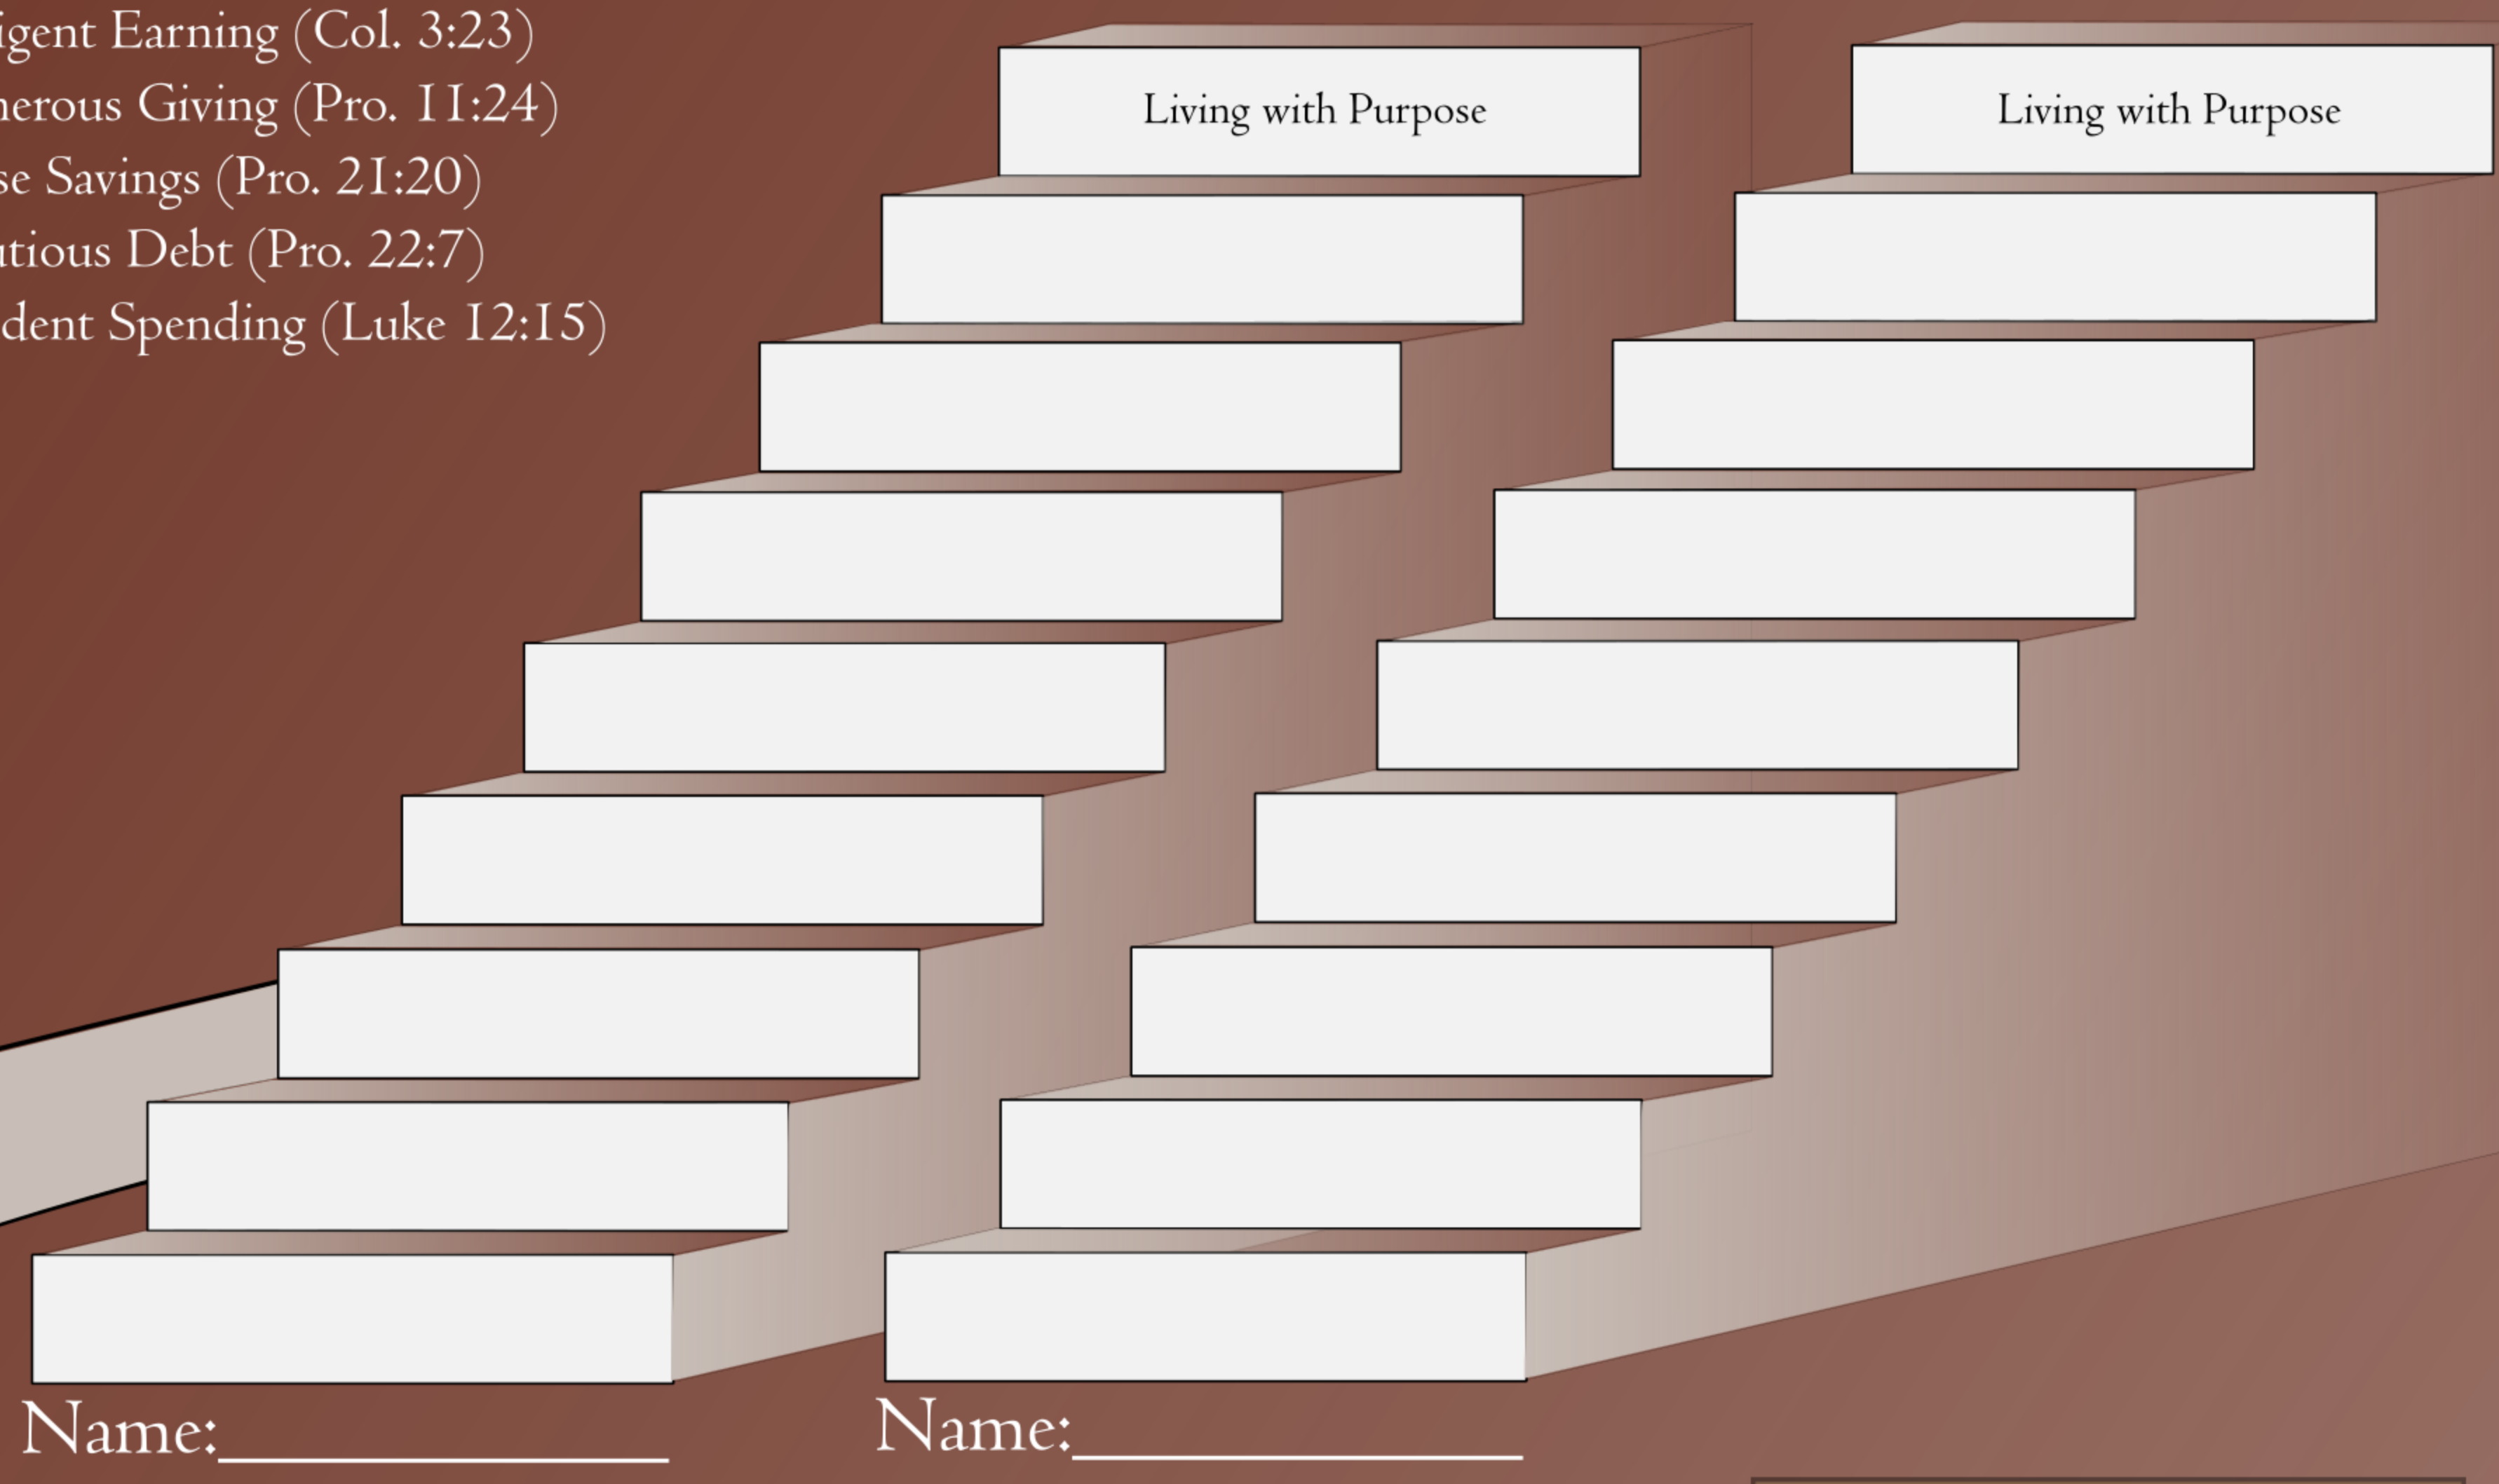 igent Earning (Col. 3:23)
nerous Giving (Pro. 11:24)
se Savings (Pro. 21:20)
utious Debt (Pro. 22:7)
dent Spending (Luke 12:15)
Living with Purpose
Living with Purpose
Name:
Name: